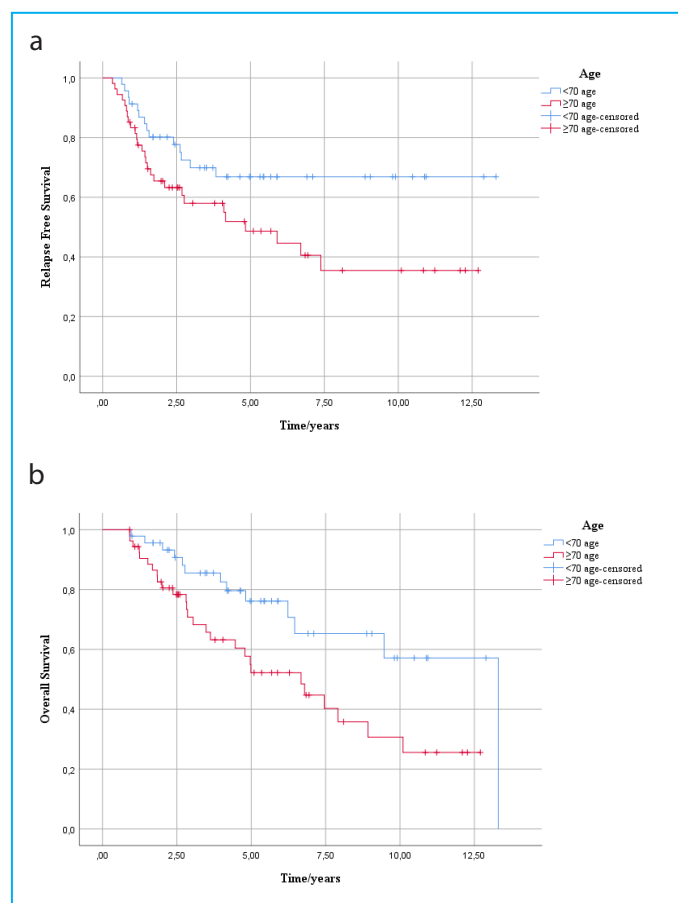 a
Age
<70 age
≥70 age
<70 age-censored
≥70 age-censored
1,0
0,8
0,6
0,4
0,2
0,0
Relapse Free Survival
,00 2,50 5,00 7,50 10,00 12,50
Time/years
b
Age
<70 age
≥70 age
<70 age-censored
≥70 age-censored
1,0
0,8
0,6
0,4
0,2
0,0
Overall Survival
,00 2,50 5,00 7,50 10,00 12,50
Time/years